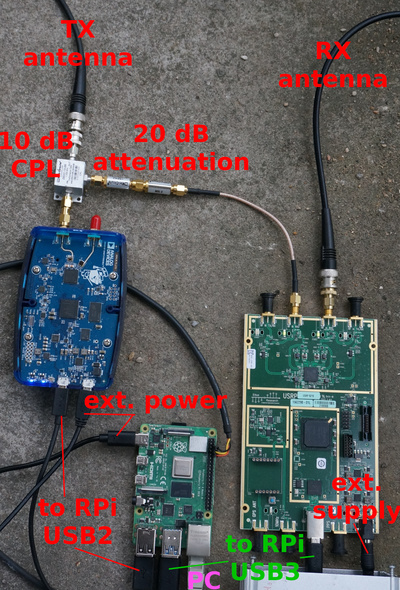 TX
antenna
RX
antenna
10 dB
CPL
20 dB
attenuation
ext. power
ext.
supply
to RPi
USB2
to RPi
USB3
PC